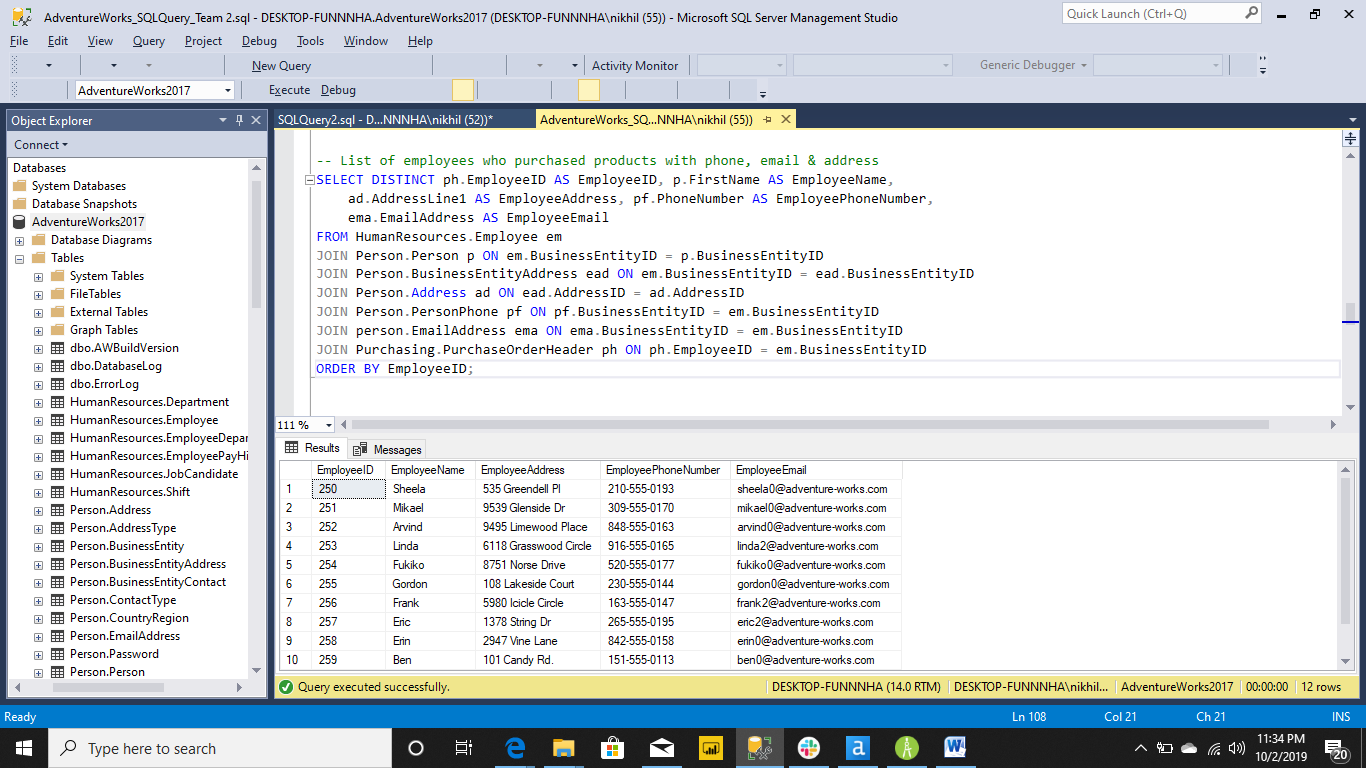 AdventureWorks_SQLQuery_Team 2.sql - DESKTOP-FUNNNHA.AdventureWorks2017 (DESKTOP-FUNNNHA\nikhil (55)) - Microsoft SQL Server Management Studio
Quick Launch (Ctrl+Q)
File Edit View Query Project Debug Tools Window Help
New Query Activity Monitor Generic Debugger
AdventureWorks2017 Execute Debug
Object Explorer
Connect
Databases
System Databases
Database Snapshots
AdventureWorks2017
Database Diagrams
Tables
System Tables
FileTables
External Tables
Graph Tables
dbo.AWBuildVersion
dbo.DatabaseLog
dbo.ErrorLog
HumanResources.Department
HumanResources.Employee
HumanResources.EmployeeDepar
HumanResources.EmployeePayHi
HumanResources.JobCandidate
HumanResources.Shift
Person.Address
Person.AddressType
Person.BusinessEntity
Person.BusinessEntityAddress
Person.BusinessEntityContact
Person.ContactType
Person.CountryRegion
Person.EmailAddress
Person.Password
Person.Person
SQLQuery2.sql - D...NNNHA\nikhil (52))* AdventureWorks_SQ...NNHA\nikhil (55))
-- List of employees who purchased products with phone, email & address
SELECT DISTINCT ph.EmployeeID AS EmployeeID, p.FirstName AS EmployeeName,
ad.AddressLine1 AS EmployeeAddress, pf.PhoneNumber AS EmployeePhoneNumber,
ema.EmailAddress AS EmployeeEmail
FROM HumanResources.Employee em
JOIN Person.Person p ON em.BusinessEntityID = p.BusinessEntityID
JOIN Person.BusinessEntityAddress ead ON em.BusinessEntityID = ead.BusinessEntityID
JOIN Person.Address ad ON ead.AddressID = ad.AddressID
JOIN Person.PersonPhone pf ON pf.BusinessEntityID = em.BusinessEntityID
JOIN person.EmailAddress ema ON ema.BusinessEntityID = em.BusinessEntityID
JOIN Purchasing.PurchaseOrderHeader ph ON ph.EmployeeID = em.BusinessEntityID
ORDER BY EmployeeID;
111 %
Results Messages
EmployeeID EmployeeName EmployeeAddress EmployeePhoneNumber EmployeeEmail
1 250 Sheela 535 Greendell Pl 210-555-0193 sheela0@adventure-works.com
2 251 Mikael 9539 Glenside Dr 309-555-0170 mikael0@adventure-works.com
3 252 Arvind 9495 Limewood Place 848-555-0163 arvind0@adventure-works.com
4 253 Linda 6118 Grasswood Circle 916-555-0165 linda2@adventure-works.com
5 254 Fukiko 8751 Norse Drive 520-555-0177 fukiko0@adventure-works.com
6 255 Gordon 108 Lakeside Court 230-555-0144 gordon0@adventure-works.com
7 256 Frank 5980 Icicle Circle 163-555-0147 frank2@adventure-works.com
8 257 Eric 1378 String Dr 265-555-0195 eric2@adventure-works.com
9 258 Erin 2947 Vine Lane 842-555-0158 erin0@adventure-works.com
10 259 Ben 101 Candy Rd. 151-555-0113 ben0@adventure-works.com
Query executed successfully. DESKTOP-FUNNNHA (14.0 RTM) DESKTOP-FUNNNHA\nikhil... AdventureWorks2017 00:00:00 12 rows
Ready Ln 108 Col 21 Ch 21 INS
Type here to search
11:34 PM
10/2/2019
20